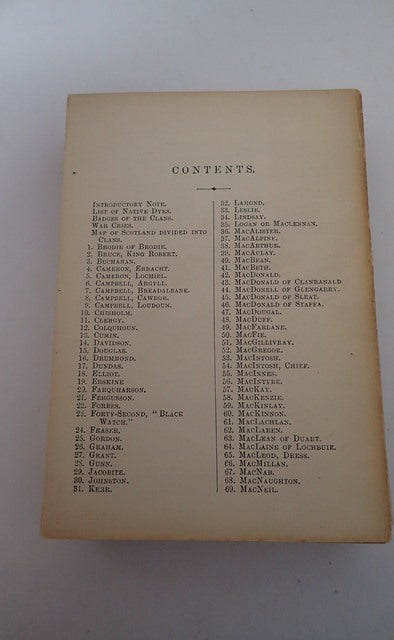 CONTENTS.
INTRODUCTORY NOTE.
LIST OF NATIVE DYES.
BADGES OF THE CLANS.
WAR CRIES.
MAP OF SCOTLAND DIVIDED INTO
CLANS.
1. BRODIE OF BRODIE.
2. BRUCE, KING ROBERT.
3. BUCHANAN.
4. CAMERON, ERRACHT.
5. CAMERON, LOCHIEL.
6. CAMPBELL, ARGYLL.
7. CAMPBELL, BREADALBANE.
8. CAMPBELL, CAWDOR.
9. CAMPBELL, LOUDOUN.
10. CHISHOLM.
11. CLERGY.
12. COLQUHOUN.
13. CUMIN.
14. DAVIDSON.
15. DOUGLAS.
16. DRUMMOND.
17. DUNDAS.
18. ELLIOT.
19. ERSKINE
20. FARQUHARSON.
21. FERGUSSON.
22. FORBES.
23. FORTY-SECOND, "BLACK
WATCH."
24. FRASER.
25. GORDON.
26. GRAHAM.
27. GRANT.
28. GUNN.
29. JACOBITE.
30. JOHNSTON.
31. KERR.
32. LAMOND.
33. LESLIE.
34. LINDSAY.
35. LOGAN OR MACLENNAN.
36. MACALISTER.
37. MACALPINE.
38. MACARTHUR.
39. MACAULAY.
40. MACBEAN.
41. MACBETH.
42. MACDONALD.
43. MACDONALD OF CLANRANALD
44. MACDONELL OF GLENGARRY.
45. MACDONALD OF SLEAT.
46. MACDONALD OF STAFFA.
47. MACDOUGAL.
48. MACDUFF.
49. MACFARLANE.
50. MACFIE.
51. MACGILLIVRAY.
52. MACGREGOR.
53. MACINTOSH.
54. MACINTOSH, CHIEF.
55. MACINNES.
56. MACINTYRE.
57. MACKAY.
58. MACKENZIE.
59. MACKINLAY.
60. MACKINNON.
61. MACLACHLAN.
62. MACLAREN.
63. MACLEAN OF DUART.
64. MACLAINE OF LOCHBUIE.
65. MACLEOD, DRESS.
66. MACMILLAN.
67. MACNAB.
68. MACNAUGHTON.
69. MACNEIL.